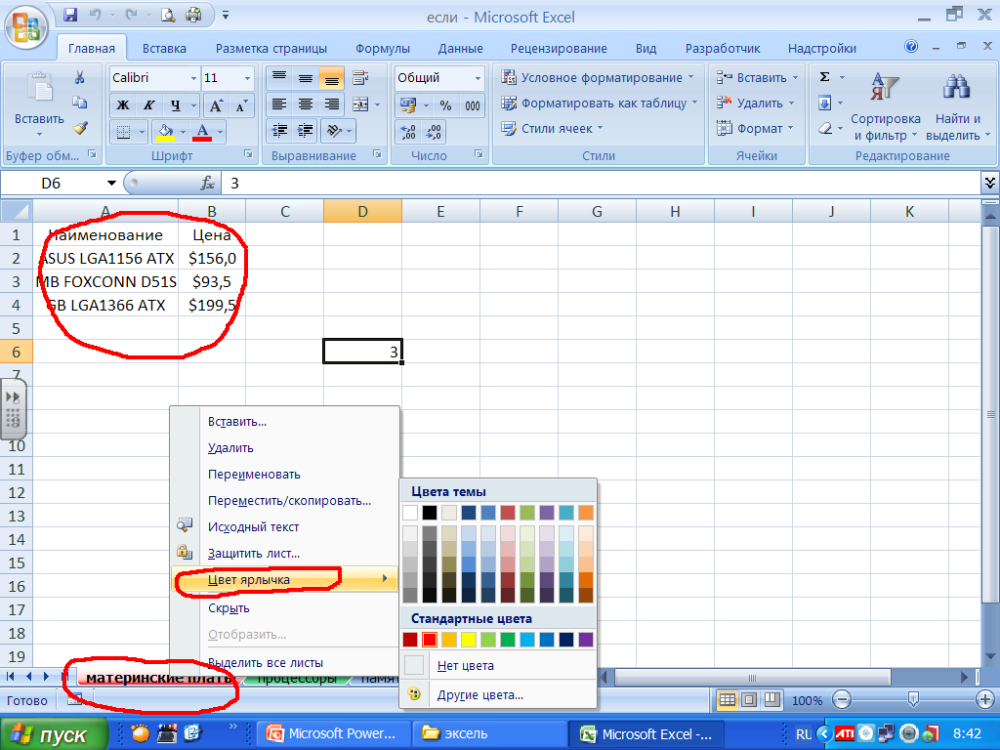 если - Microsoft Excel
Главная Вставка Разметка страницы Формулы Данные Рецензирование Вид Разработчик Надстройки
Вставить
Буфер обм...
Calibri 11
Ж К Ч
Шрифт
Выравнивание
Общий
% 000
Число
Условное форматирование
Форматировать как таблицу
Стили ячеек
Стили
Вставить
Удалить
Формат
Ячейки
Σ
Сортировка и фильтр
Найти и выделить
Редактирование
D6 fx 3
A B C D E F G H I J K
1 Наименование Цена
2 ASUS LGA1156 ATX $156,0
3 MB FOXCONN D51S $93,5
4 GB LGA1366 ATX $199,5
5
6 3
7
10
11
12
13
14
15
16
17
18
19
Вставить...
Удалить
Переименовать
Переместить/скопировать...
Исходный текст
Защитить лист...
Цвет ярлычка
Скрыть
Отобразить...
Выделить все листы
Цвета темы
Стандартные цвета
Нет цвета
Другие цвета...
материнские платы процессоры
Готово 100%
пуск Microsoft Power... эксель Microsoft Excel -... RU ATI 8:42